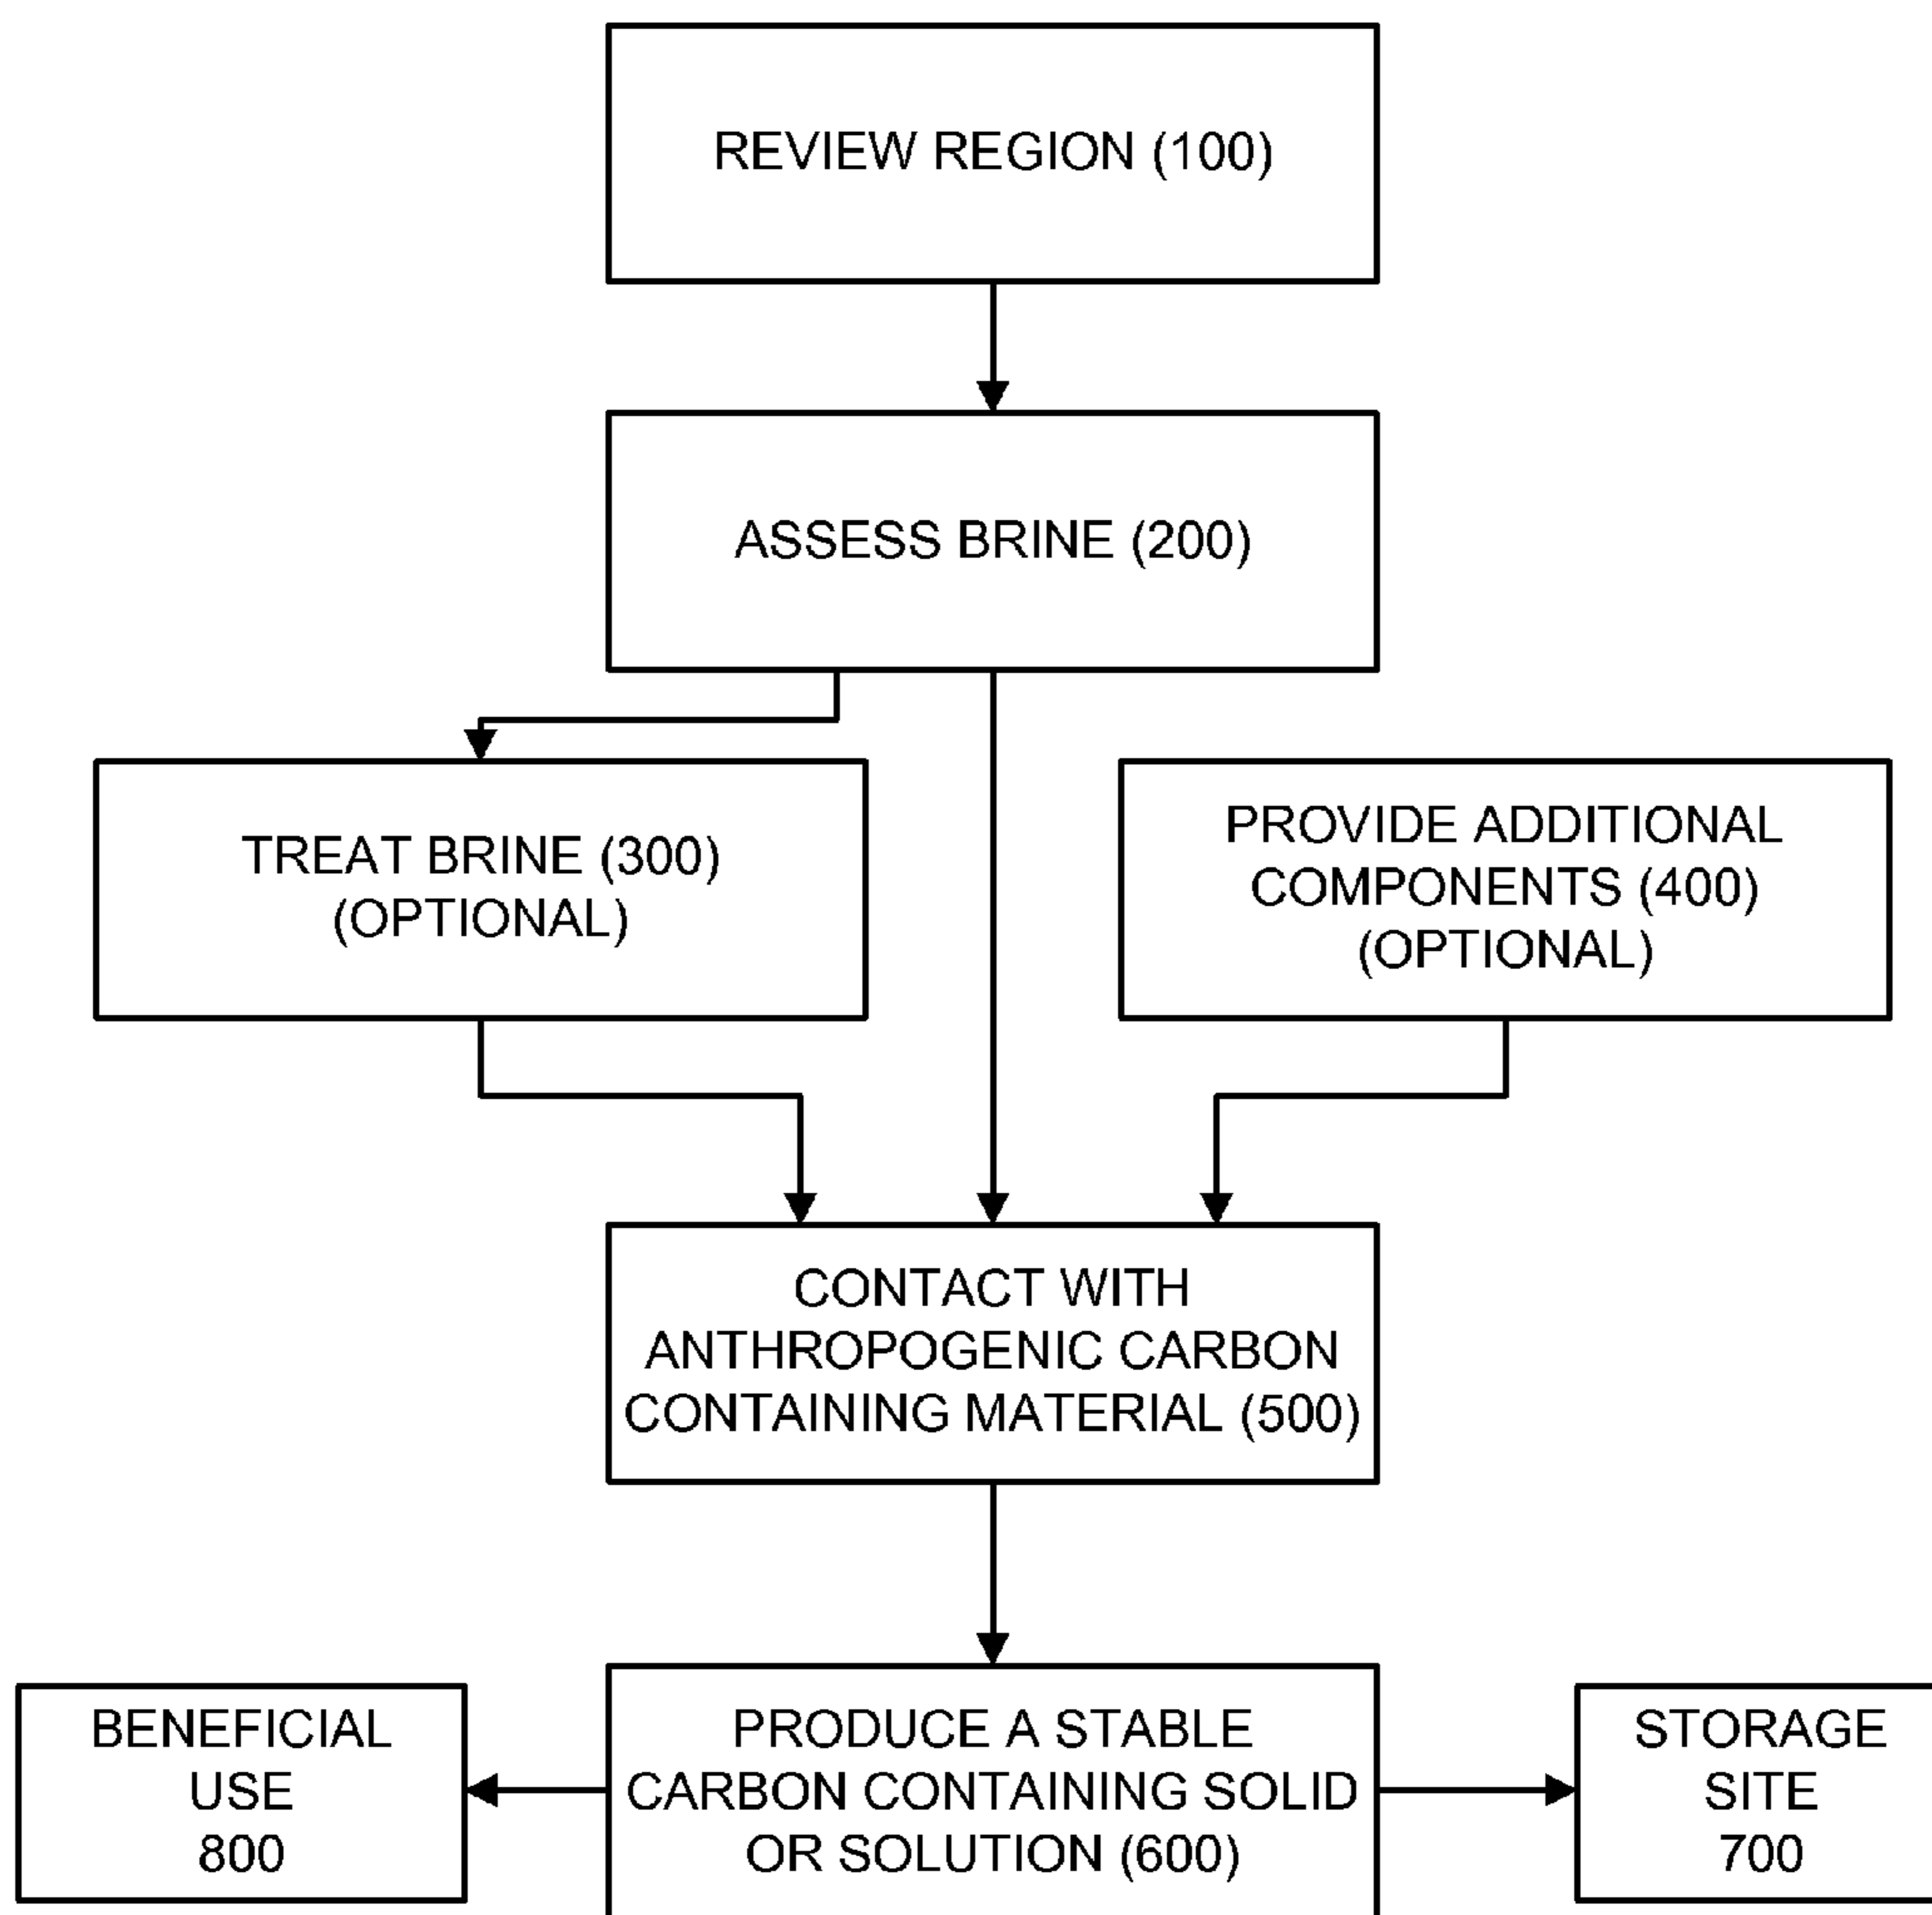 REVIEW REGION (100)
ASSESS BRINE (200)
TREAT BRINE (300)
(OPTIONAL)
PROVIDE ADDITIONAL
COMPONENTS (400)
(OPTIONAL)
CONTACT WITH
ANTHROPOGENIC CARBON
CONTAINING MATERIAL (500)
BENEFICIAL
USE
800
PRODUCE A STABLE
CARBON CONTAINING SOLID
OR SOLUTION (600)
STORAGE
SITE
700